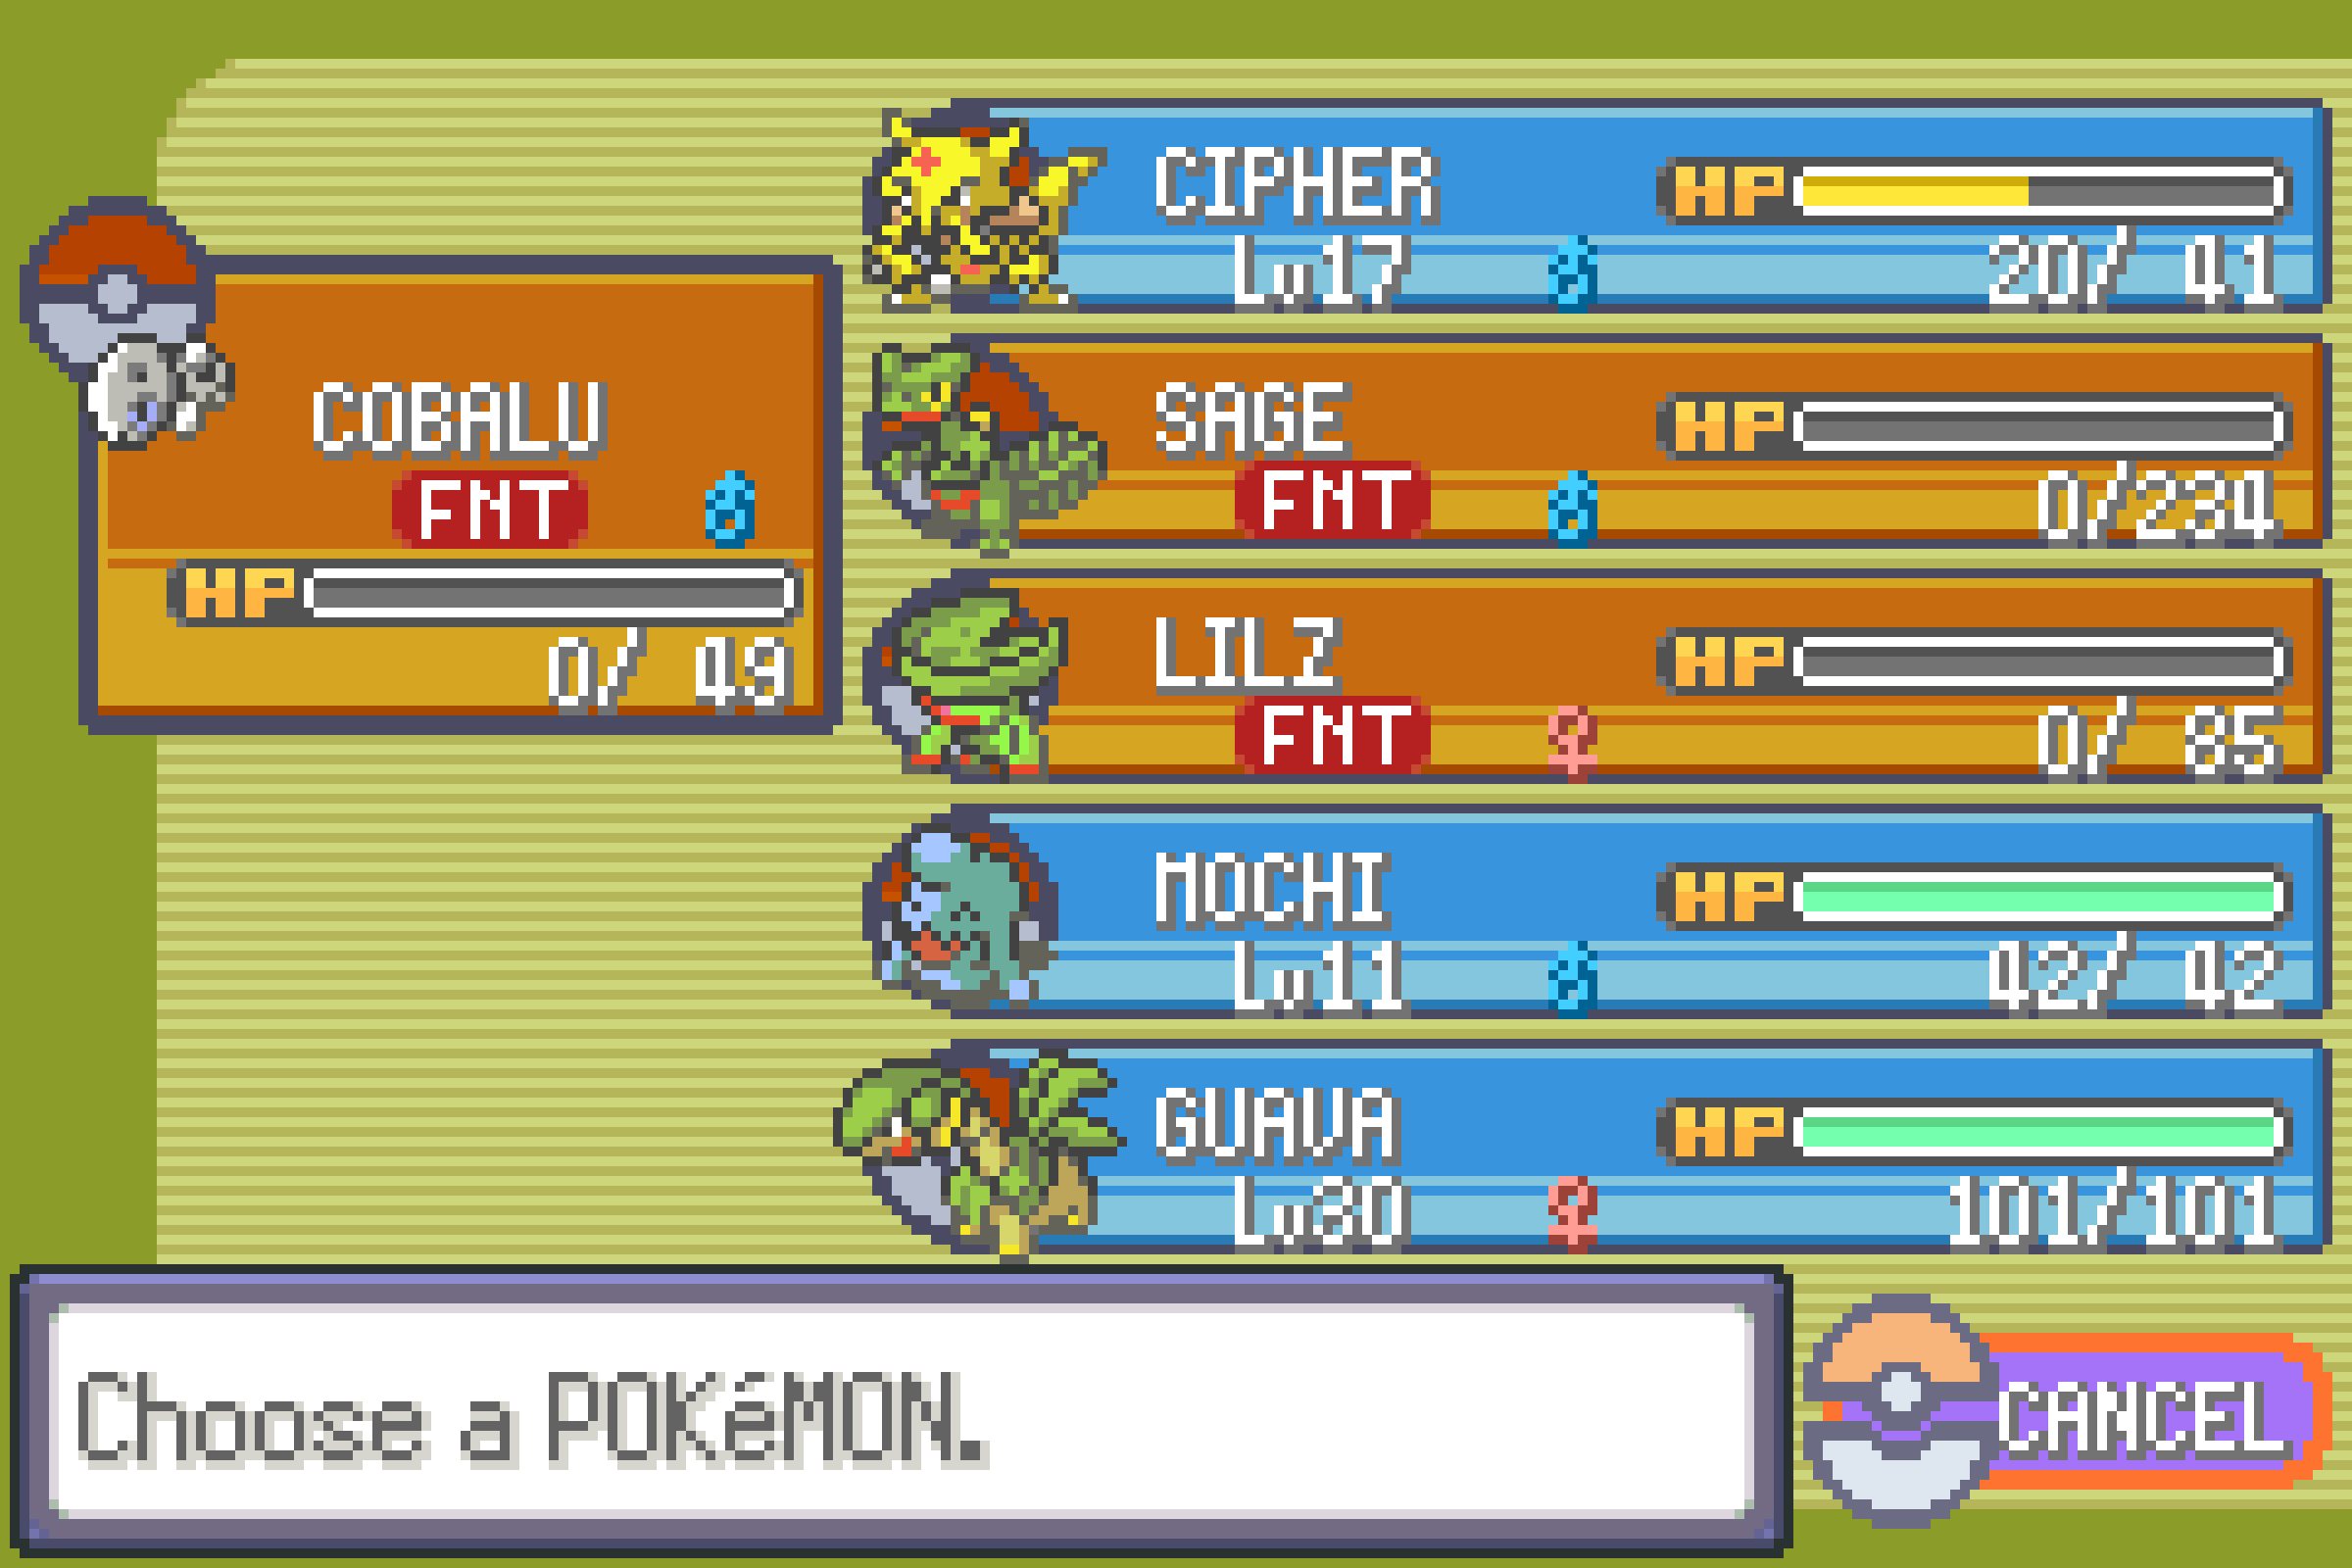 COBALU
FNT ♂
HP
0/ 49
CIPHER
HP
Lv17 ♂ 20/ 41
SAGE
HP
FNT ♂ 0/234
LILZ
HP
FNT ♀ 0/ 85
MOCHI
HP
Lv11 ♂ 42/ 42
GUAVA
HP
Lv30 ♀ 101/101
Choose a POKéMON.
CANCEL